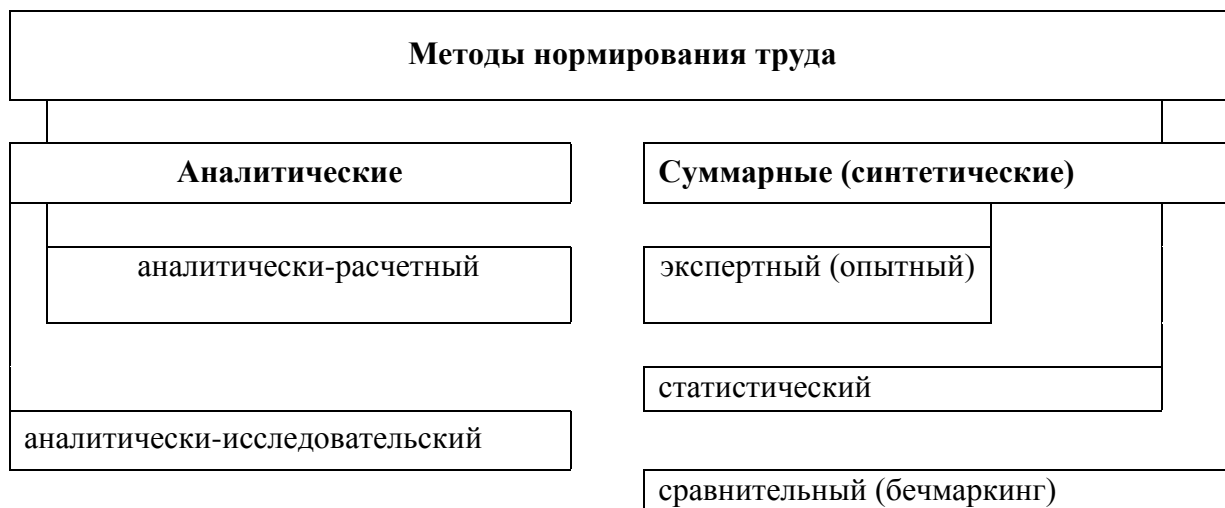 Методы нормирования труда
Аналитические
Суммарные (синтетические)
аналитически-расчетный
экспертный (опытный)
статистический
аналитически-исследовательский
сравнительный (бечмаркинг)